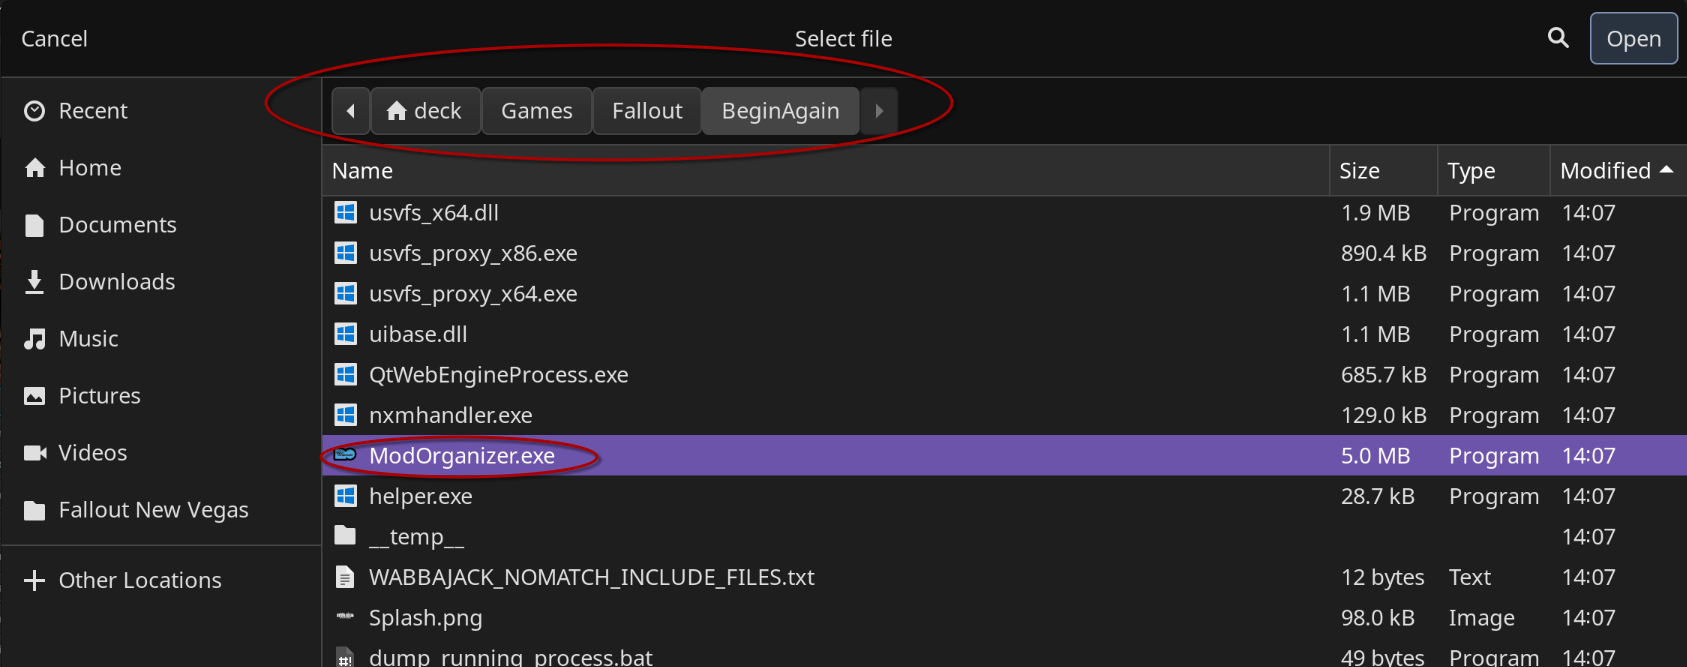 Cancel Select file Open
Recent
Home
Documents
Downloads
Music
Pictures
Videos
Fallout New Vegas
Other Locations
deck Games Fallout BeginAgain
Name Size Type Modified
usvfs_x64.dll 1.9 MB Program 14:07
usvfs_proxy_x86.exe 890.4 kB Program 14:07
usvfs_proxy_x64.exe 1.1 MB Program 14:07
uibase.dll 1.1 MB Program 14:07
QtWebEngineProcess.exe 685.7 kB Program 14:07
nxmhandler.exe 129.0 kB Program 14:07
ModOrganizer.exe 5.0 MB Program 14:07
helper.exe 28.7 kB Program 14:07
__temp__ 14:07
WABBAJACK_NOMATCH_INCLUDE_FILES.txt 12 bytes Text 14:07
Splash.png 98.0 kB Image 14:07
dump_running_process.bat 49 bytes Program 14:07